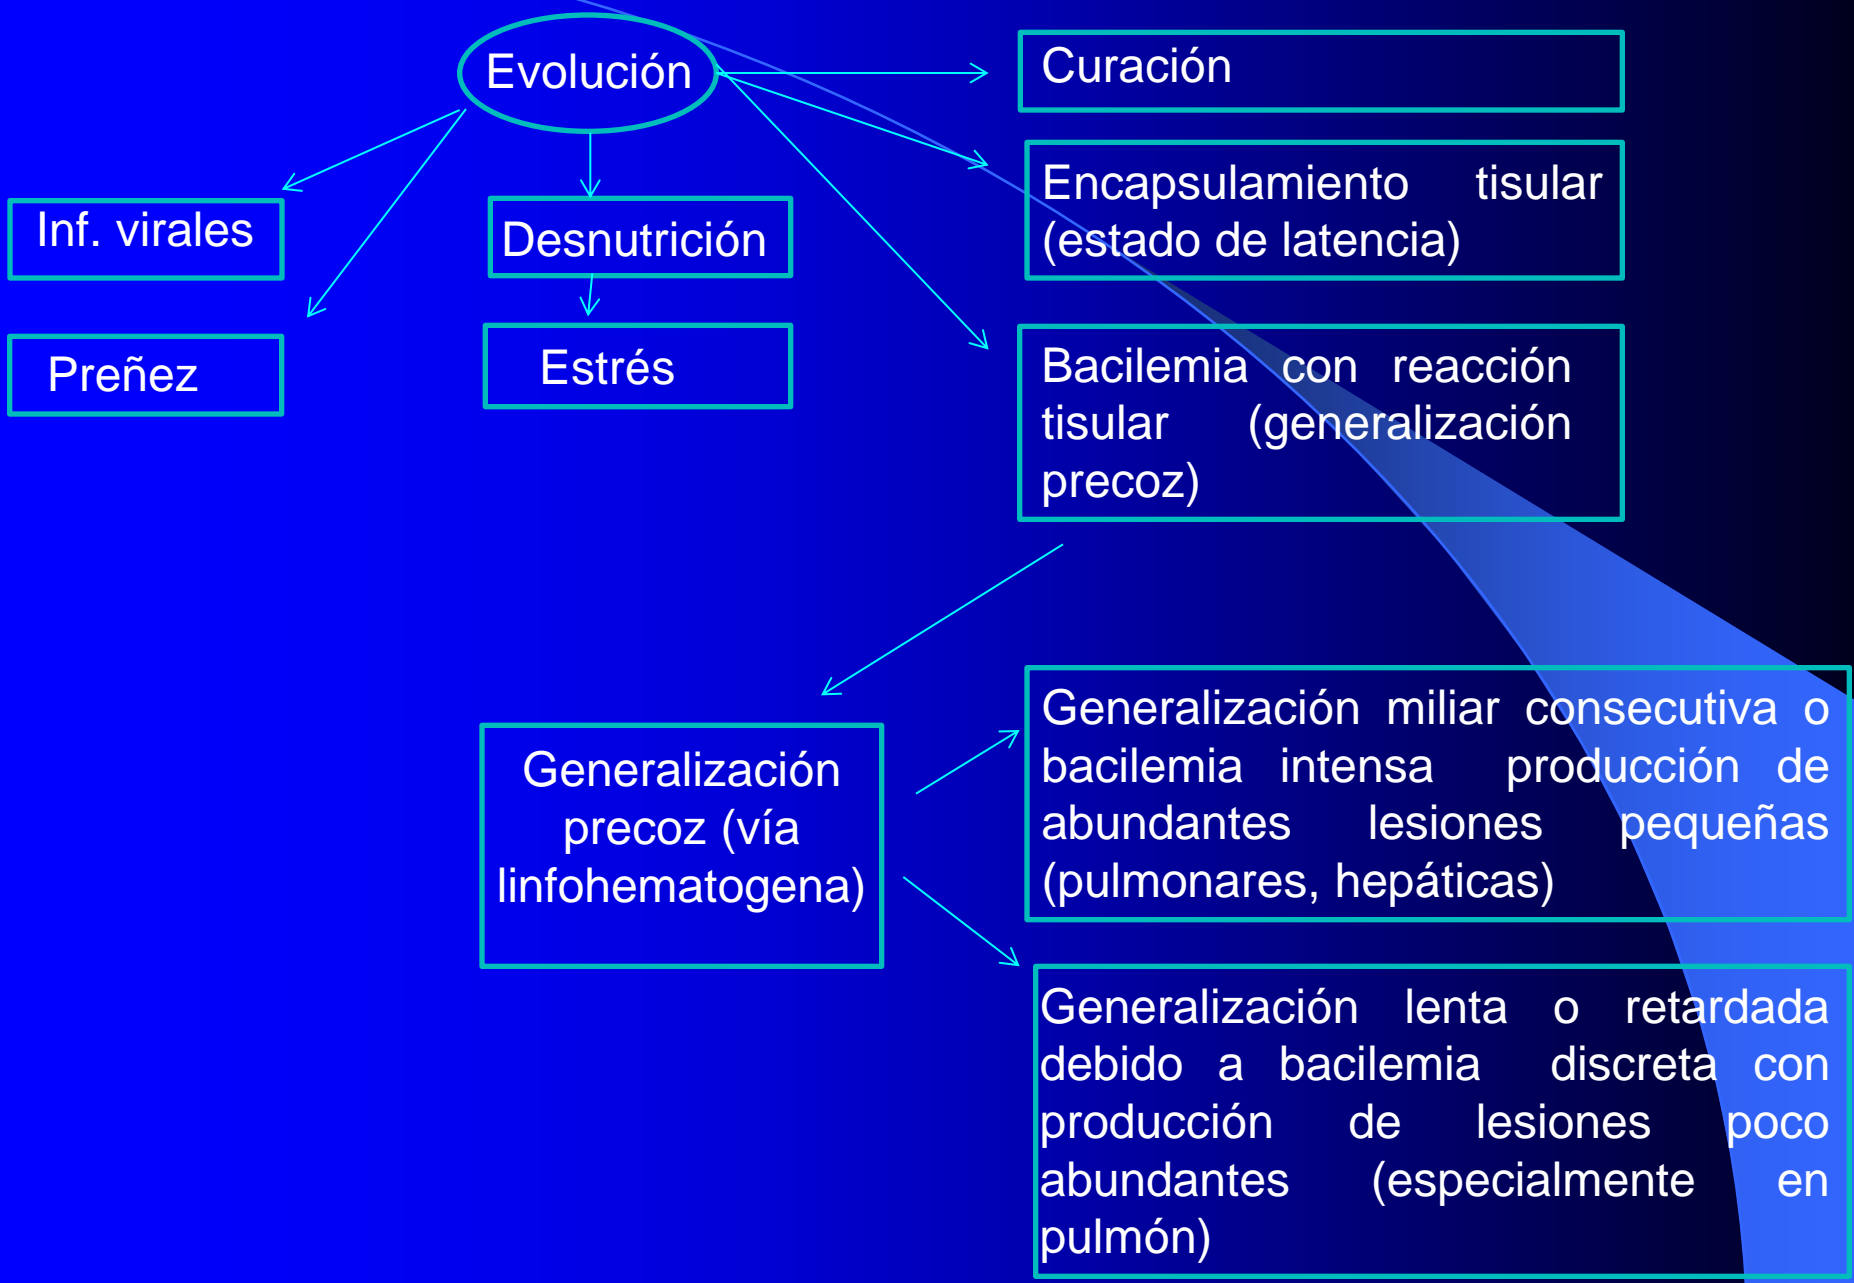 Evolución
Curación
Encapsulamiento tisular
(estado de latencia)
Inf. virales
Desnutrición
Preñez
Estrés
Bacilemia con reacción
tisular (generalización
precoz)
Generalización
precoz (vía
linfohematogena)
Generalización miliar consecutiva o
bacilemia intensa producción de
abundantes lesiones pequeñas
(pulmonares, hepáticas)
Generalización lenta o retardada
debido a bacilemia discreta con
producción de lesiones poco
abundantes (especialmente en
pulmón)